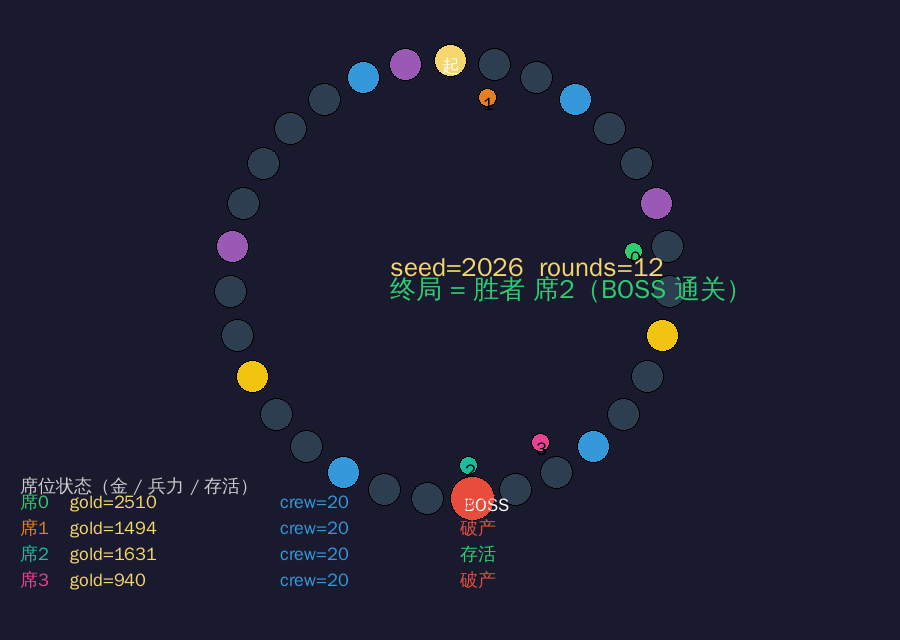 起
1
0
seed=2026 rounds=12
终局 = 胜者 席2（BOSS 通关）
3
2
席位状态（金 / 兵力 / 存活）
席0 gold=2510 crew=20
BOSS
席1 gold=1494 crew=20 破产
席2 gold=1631 crew=20 存活
席3 gold=940 crew=20 破产